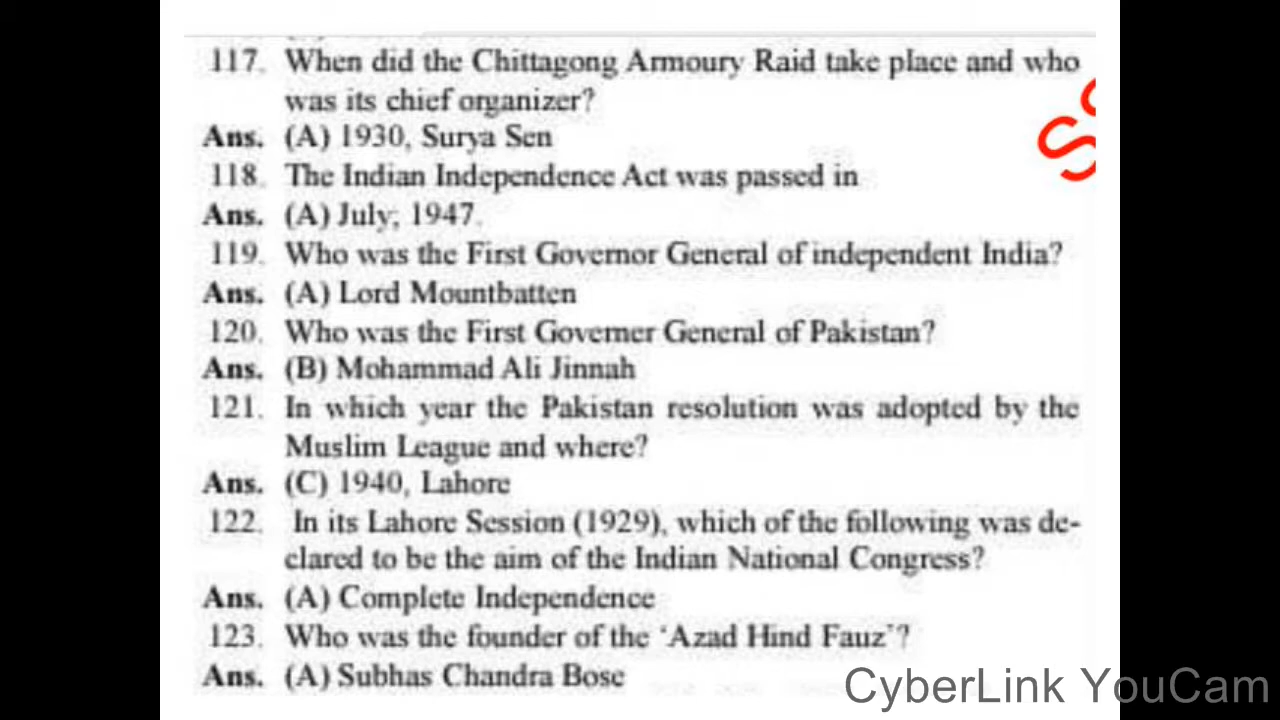 117. When did the Chittagong Armoury Raid take place and who
was its chief organizer?
Ans. (A) 1930, Surya Sen
118. The Indian Independence Act was passed in
Ans. (A) July, 1947.
119. Who was the First Governor General of independent India?
Ans. (A) Lord Mountbatten
120. Who was the First Governer General of Pakistan?
Ans. (B) Mohammad Ali Jinnah
121. In which year the Pakistan resolution was adopted by the
Muslim League and where?
Ans. (C) 1940, Lahore
122. In its Lahore Session (1929), which of the following was de-
clared to be the aim of the Indian National Congress?
Ans. (A) Complete Independence
123. Who was the founder of the 'Azad Hind Fauz'?
Ans. (A) Subhas Chandra Bose
CyberLink YouCam